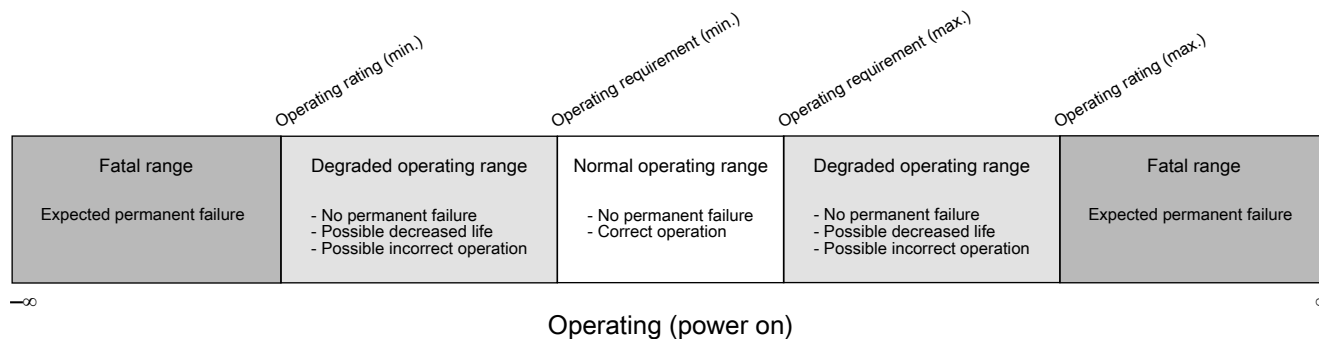 Operating rating (min.)
Operating requirement (min.)
Operating requirement (max.)
Operating rating (max.)
Fatal range
Expected permanent failure
Degraded operating range
- No permanent failure
- Possible decreased life
- Possible incorrect operation
Normal operating range
- No permanent failure
- Correct operation
Degraded operating range
- No permanent failure
- Possible decreased life
- Possible incorrect operation
Fatal range
Expected permanent failure
–∞
Operating (power on)